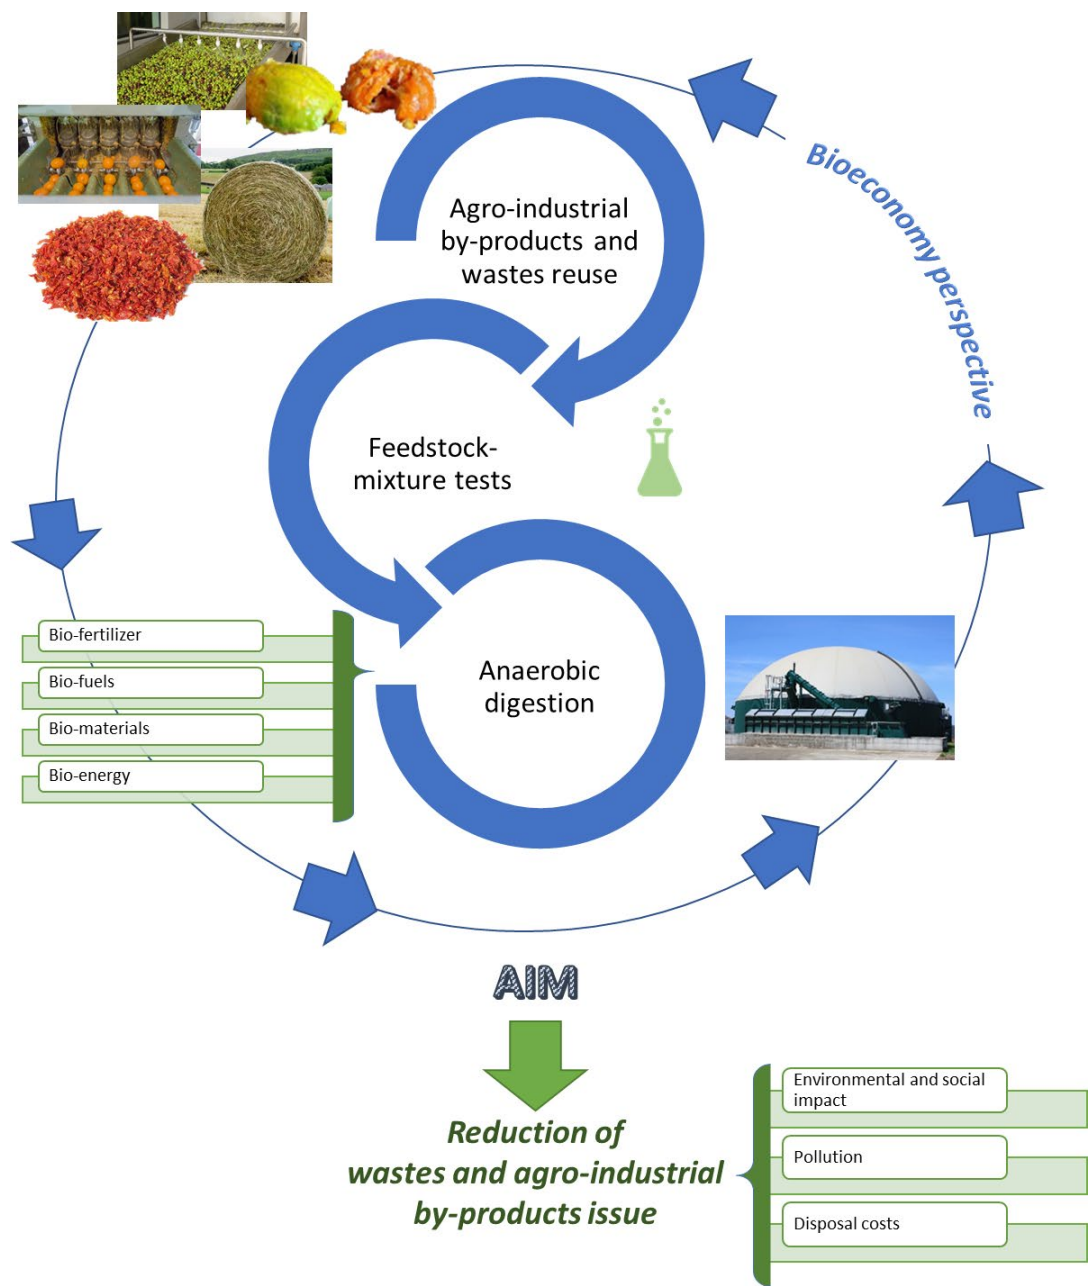 Bioeconomy perspective
Agro-industrial
by-products and
wastes reuse
Feedstock-
mixture tests
Anaerobic
digestion
Bio-fertilizer
Bio-fuels
Bio-materials
Bio-energy
AIM
Reduction of
wastes and agro-industrial
by-products issue
Environmental and social
impact
Pollution
Disposal costs